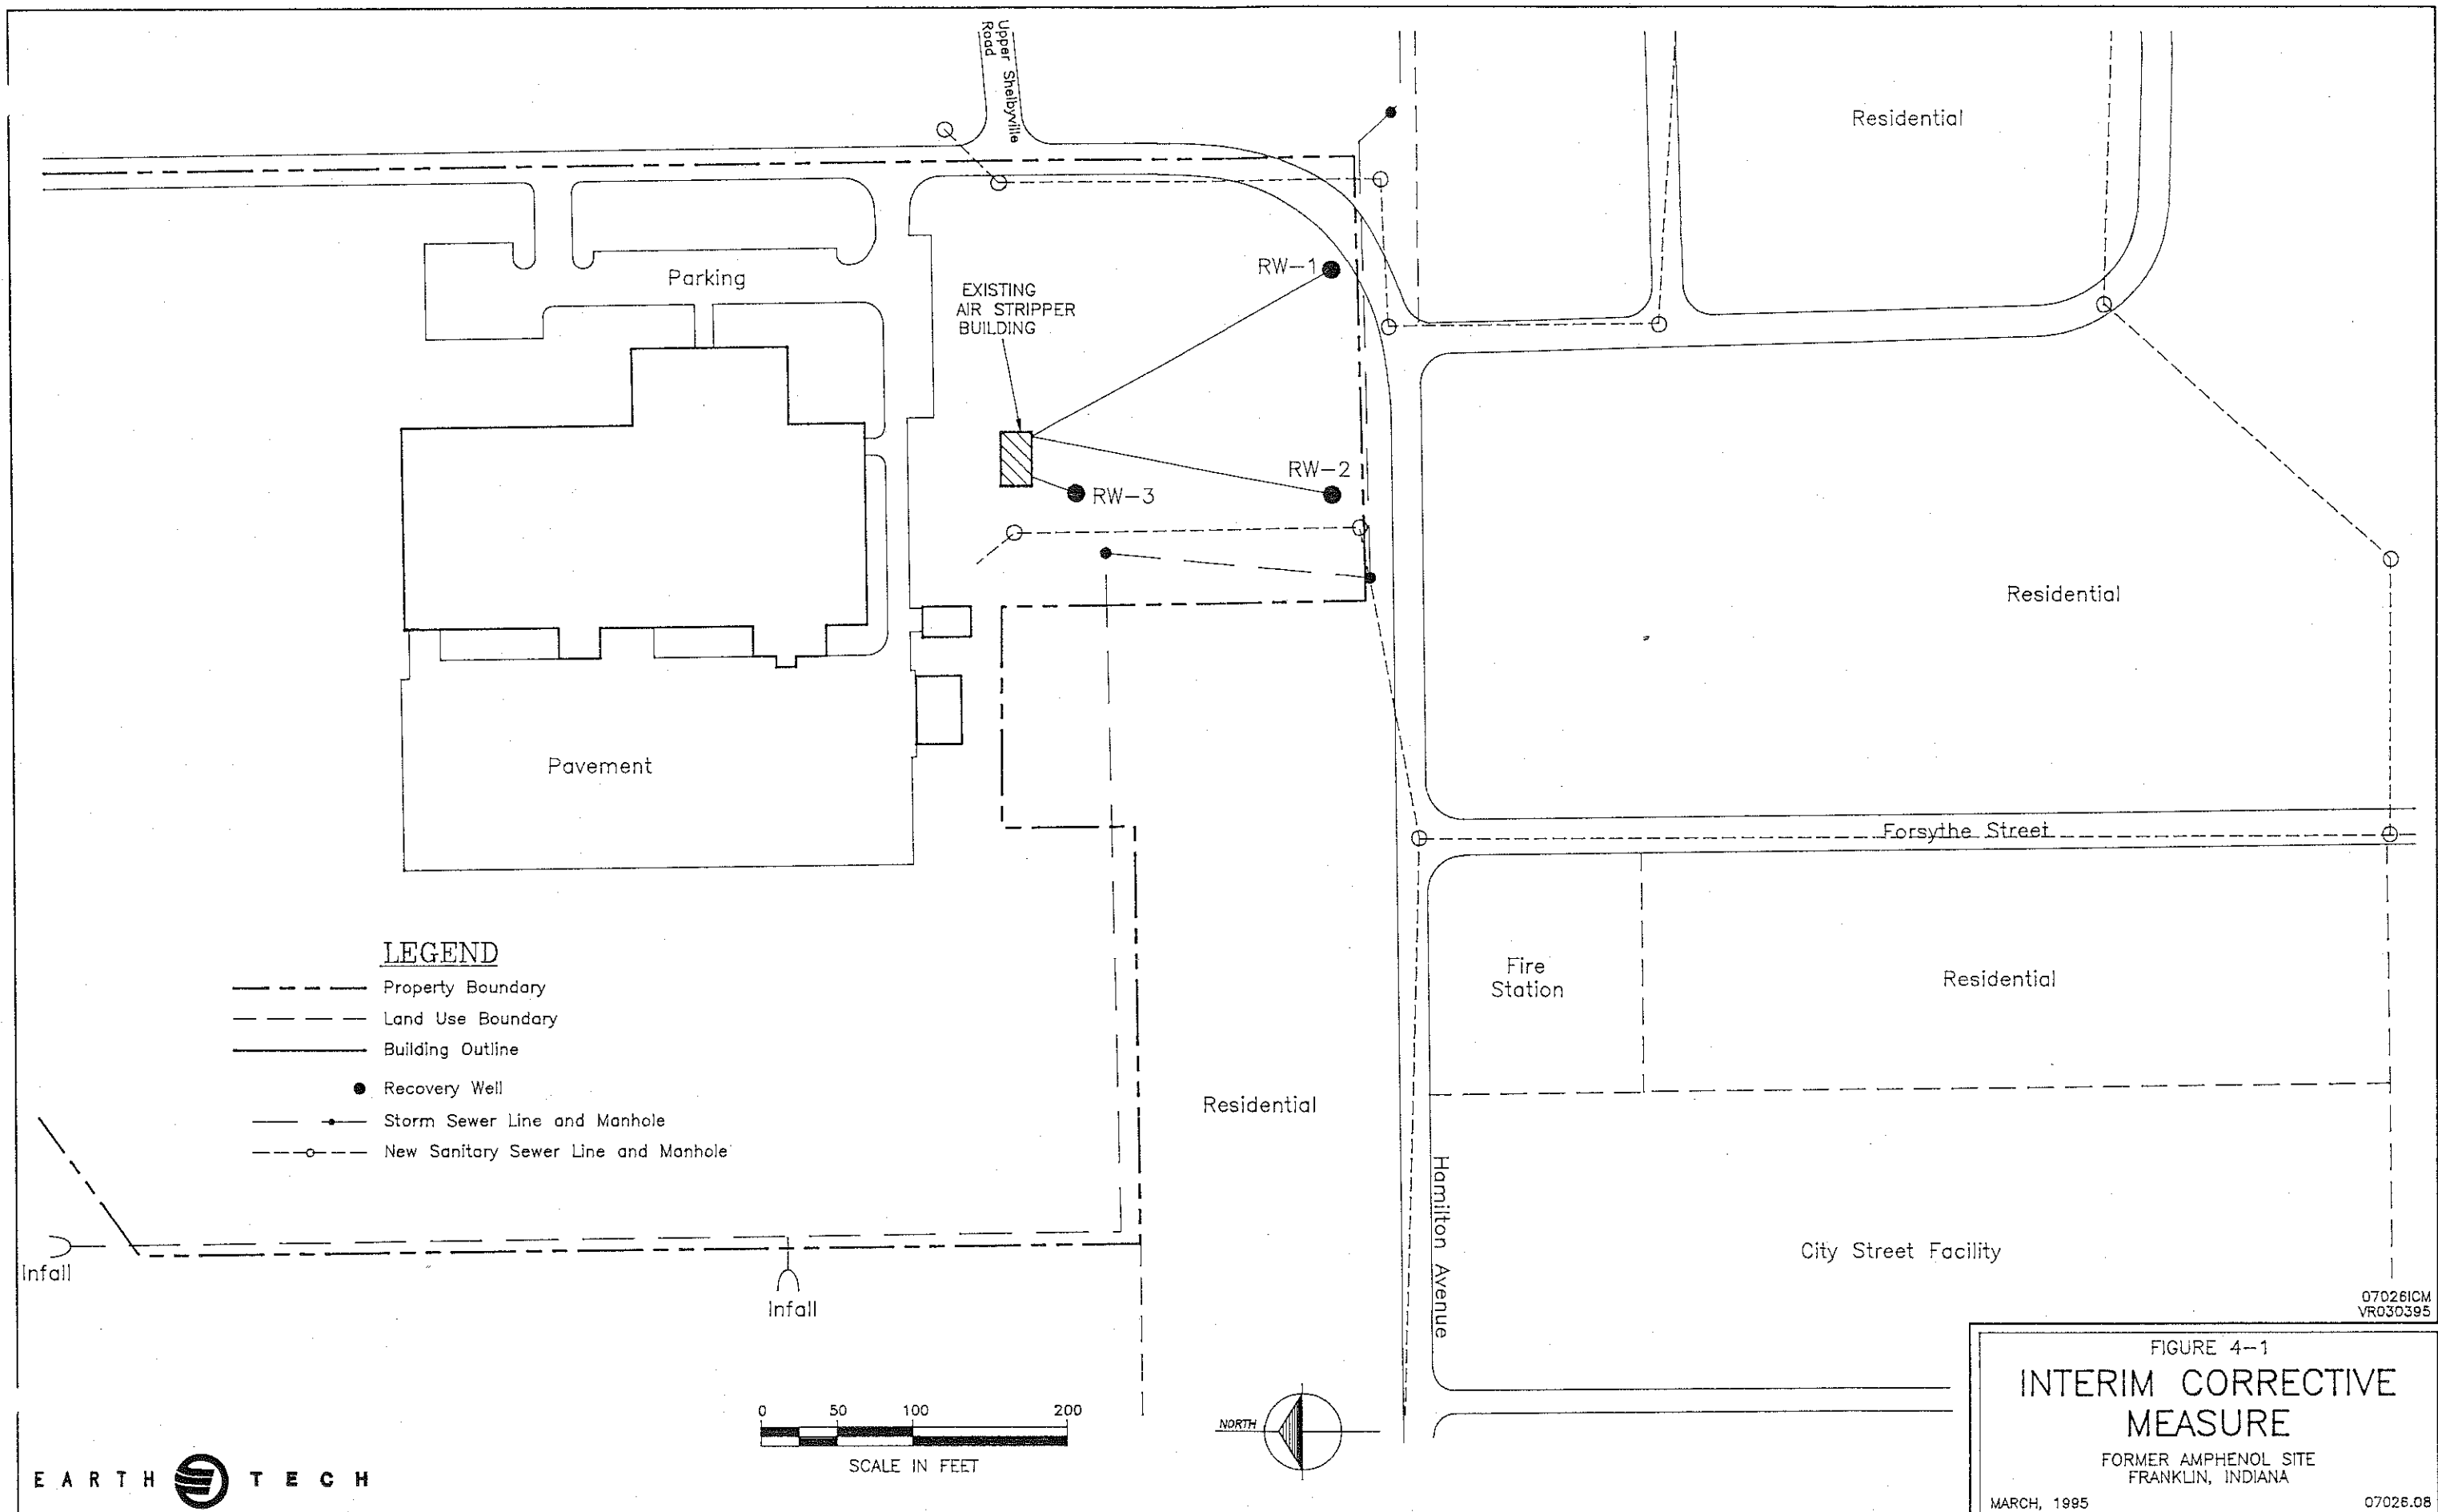 Upper Shelbyville
Road
Residential
Parking
RW-1
EXISTING
AIR STRIPPER
BUILDING
RW-2
RW-3
Residential
Pavement
Forsythe Street
LEGEND
Property Boundary
Land Use Boundary
Building Outline
Recovery Well
Storm Sewer Line and Manhole
New Sanitary Sewer Line and Manhole
Fire
Station
Residential
Residential
Hamilton Avenue
City Street Facility
Infall
Infall
07026ICM
VR030395
0 50 100 200
SCALE IN FEET
NORTH
EARTH TECH
FIGURE 4-1
INTERIM CORRECTIVE
MEASURE
FORMER AMPHENOL SITE
FRANKLIN, INDIANA
MARCH, 1995 07026.08